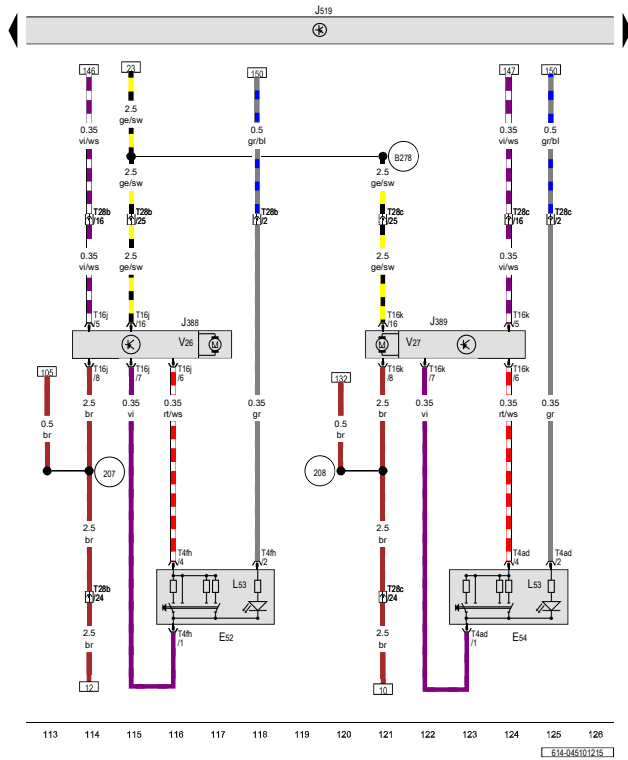 J519
146
23
150
147
150
2.5
ge/sw
0.35
vi/ws
0.5
gr/bl
0.35
vi/ws
0.5
gr/bl
B278
2.5
ge/sw
2.5
ge/sw
T28b
/16
T28b
/25
T28b
/2
T28c
/25
T28c
/16
T28c
/2
0.35
vi/ws
2.5
ge/sw
2.5
ge/sw
0.35
vi/ws
T16j
/5
T16j
/16
J388
T16k
/16
J389
T16k
/5
V26
M
M
V27
T16j
/8
T16j
/7
T16j
/6
T16k
/8
T16k
/7
T16k
/6
105
132
0.5
br
2.5
br
0.35
vi
0.35
rt/ws
0.35
gr
0.5
br
2.5
br
0.35
vi
0.35
rt/ws
0.35
gr
207
208
2.5
br
2.5
br
T4fh
/4
T4fh
/2
T4ad
/4
T4ad
/2
T28b
/24
L53
T28c
/24
L53
2.5
br
T4fh
/1
E52
2.5
br
T4ad
/1
E54
12
10
113 114 115 116 117 118 119 120 121 122 123 124 125 126
614-045101215